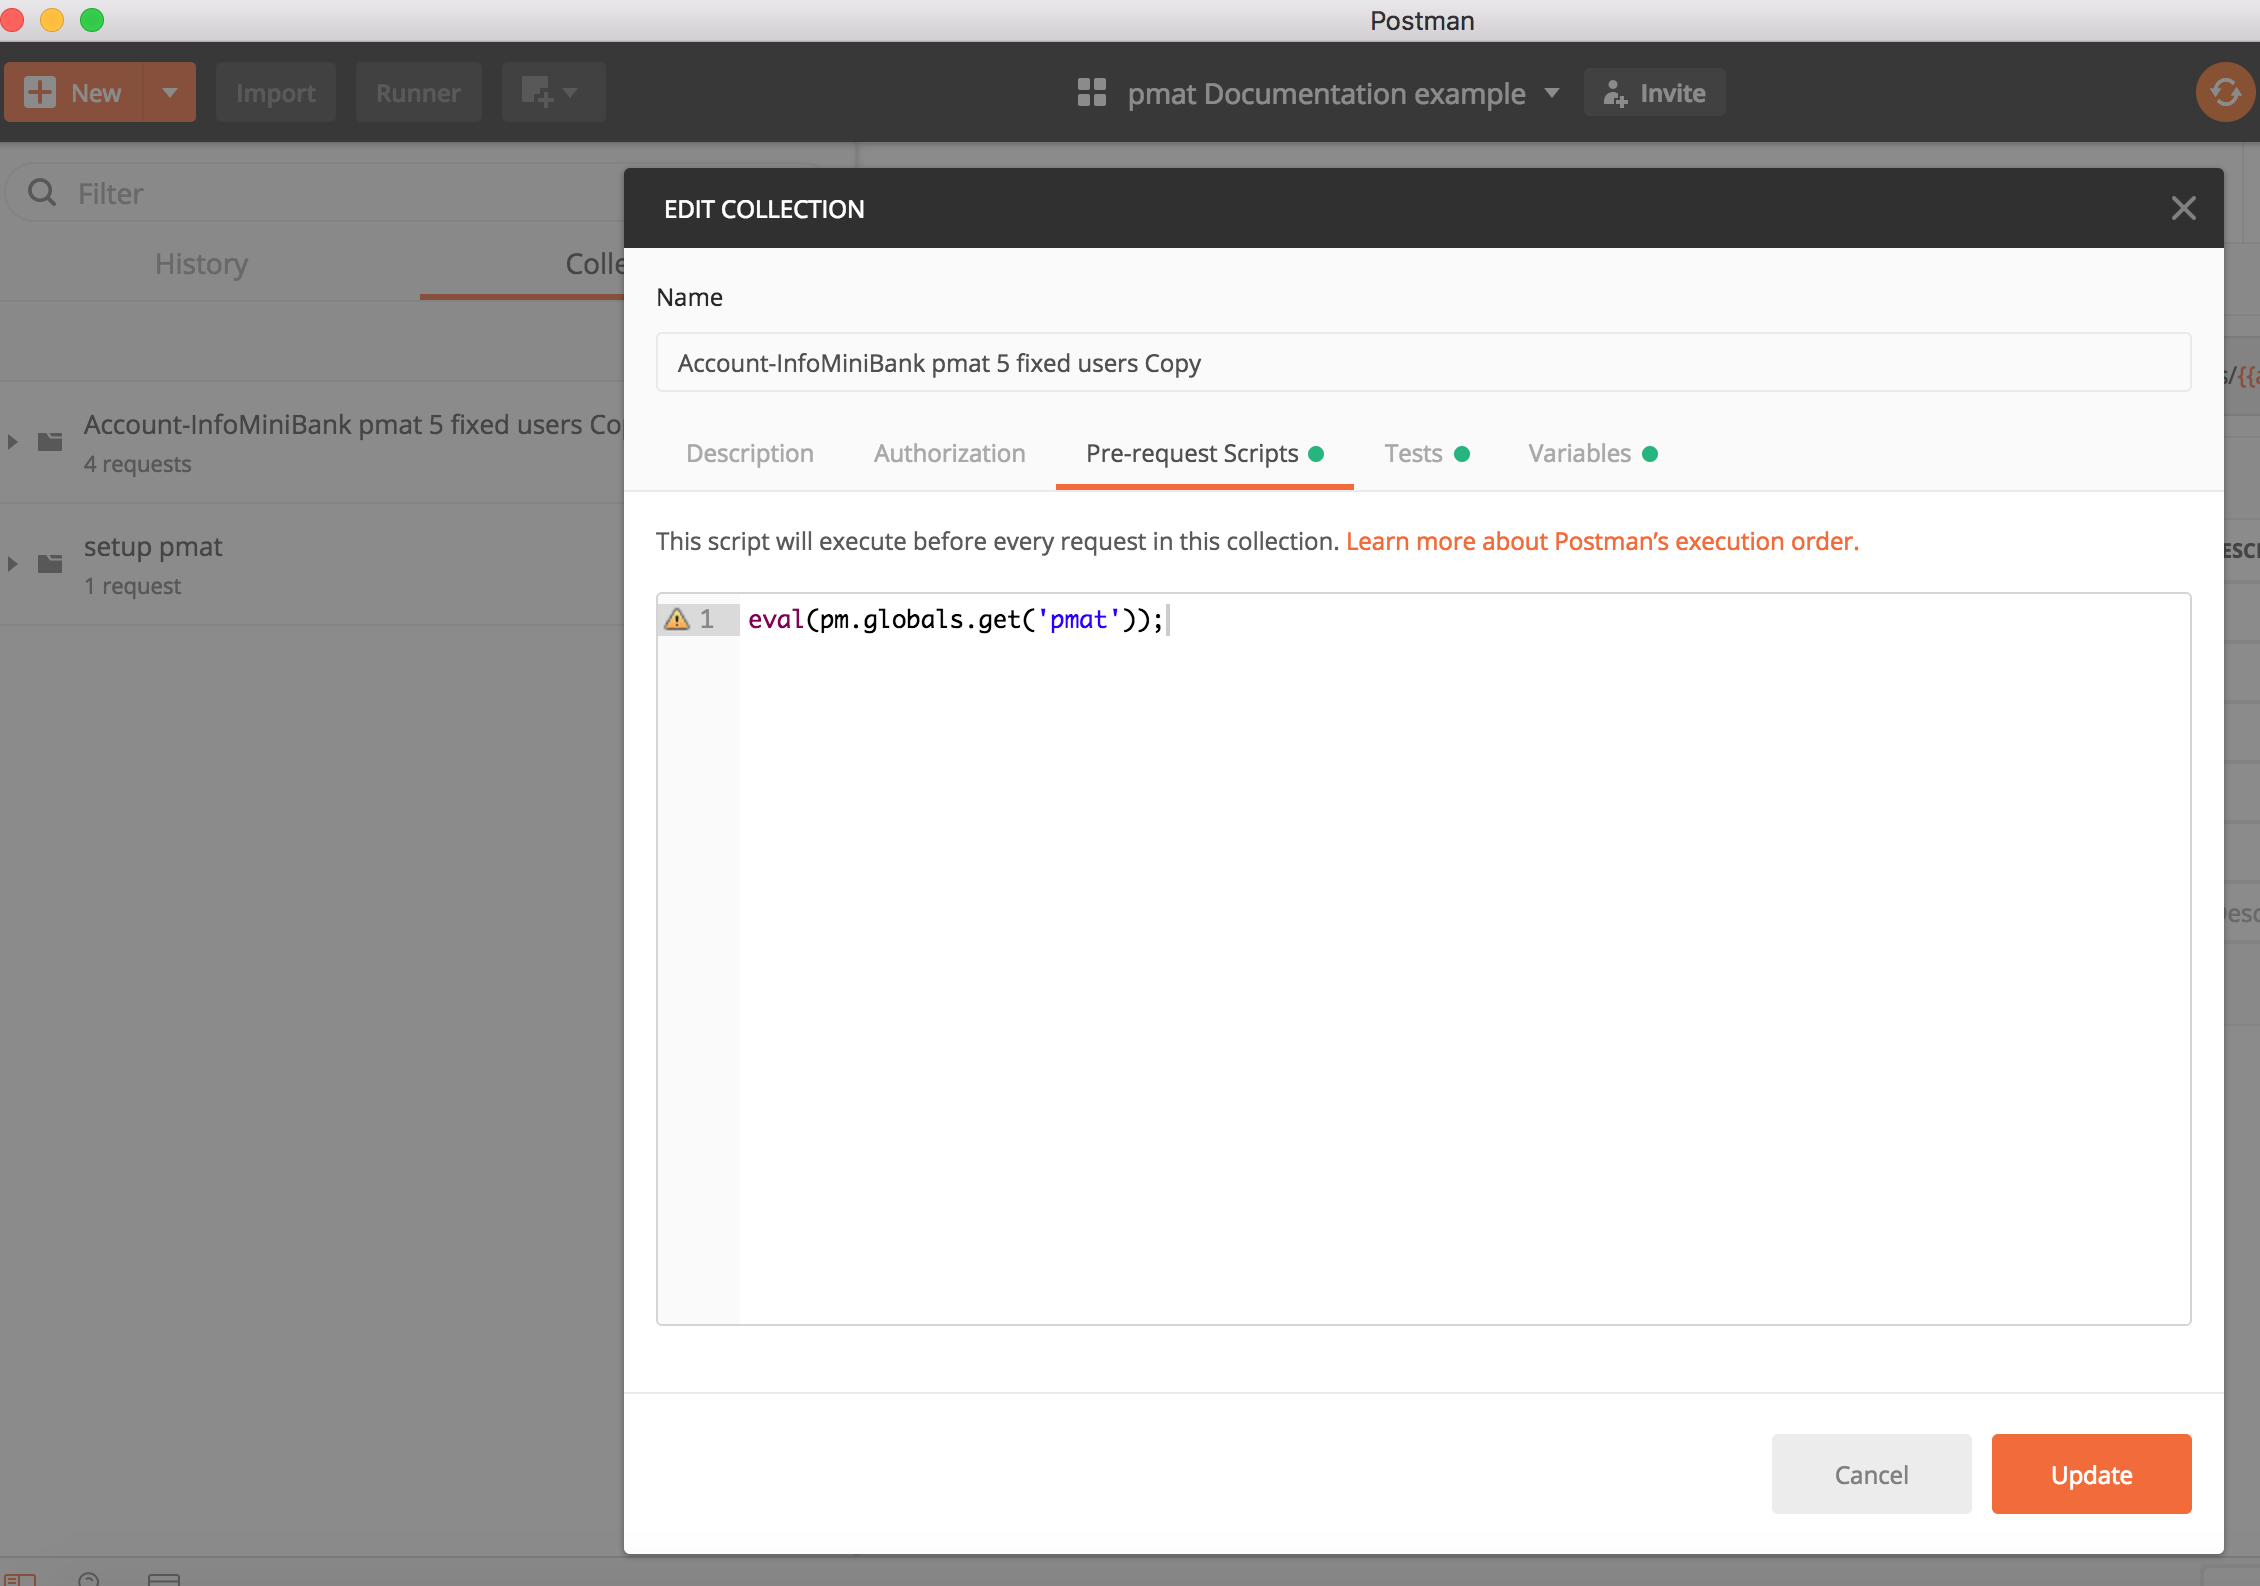 Postman
New
Import
Runner
pmat Documentation example
Invite
Filter
History
Colle
Account-InfoMiniBank pmat 5 fixed users Co
4 requests
setup pmat
1 request
EDIT COLLECTION
Name
Account-InfoMiniBank pmat 5 fixed users Copy
Description Authorization Pre-request Scripts Tests Variables
This script will execute before every request in this collection. Learn more about Postman’s execution order.
1 eval(pm.globals.get('pmat'));
Cancel Update